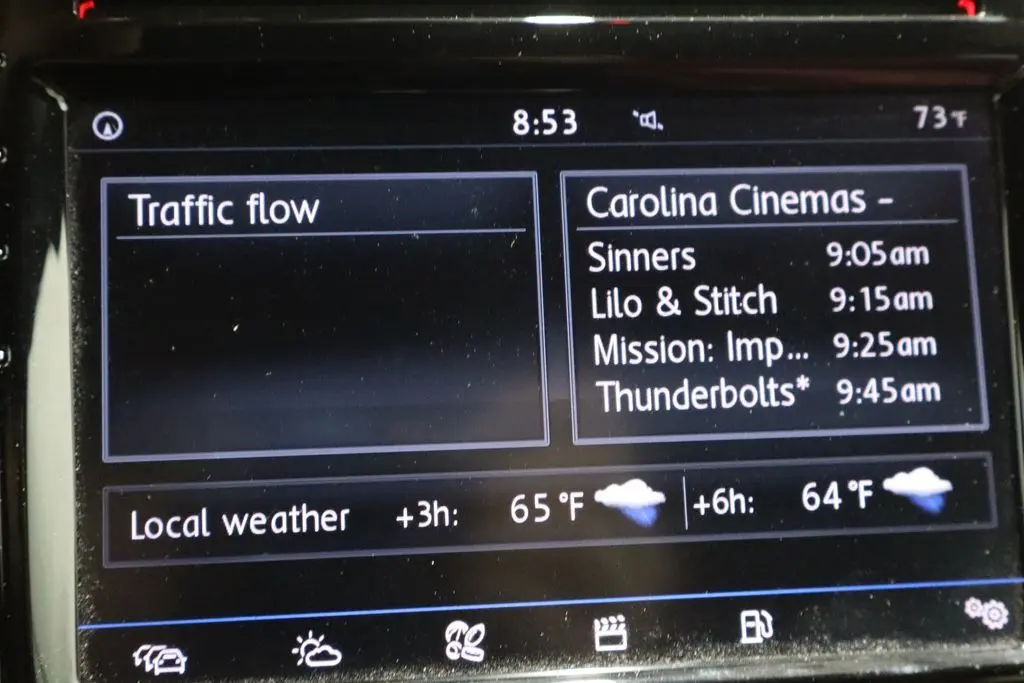 8:53
73°F
Traffic flow
Carolina Cinemas -
Sinners 9:05am
Lilo & Stitch 9:15am
Mission: Imp... 9:25am
Thunderbolts* 9:45am
Local weather +3h: 65°F +6h: 64°F